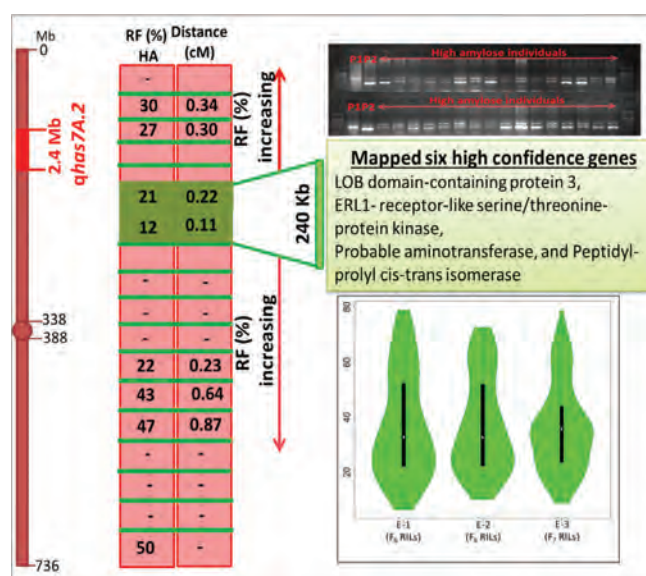 Mb
0
2.4 Mb
qhas7A.2
338
388
736
RF (%) Distance
HA (cM)
-
30 0.34
27 0.30
21 0.22
12 0.11
- -
- -
- -
22 0.23
43 0.64
47 0.87
- -
- -
- -
50 -
RF (%)
increasing
240 Kb
RF (%)
increasing
P1P2 High amylose individuals
P1P2 High amylose individuals
Mapped six high confidence genes
LOB domain-containing protein 3,
ERL1- receptor-like serine/threonine-
protein kinase,
Probable aminotransferase, and Peptidyl-
prolyl cis-trans isomerase
80
60
40
20
E-1 E-2 E-3
(F RILs) (F RILs) (F RILs)